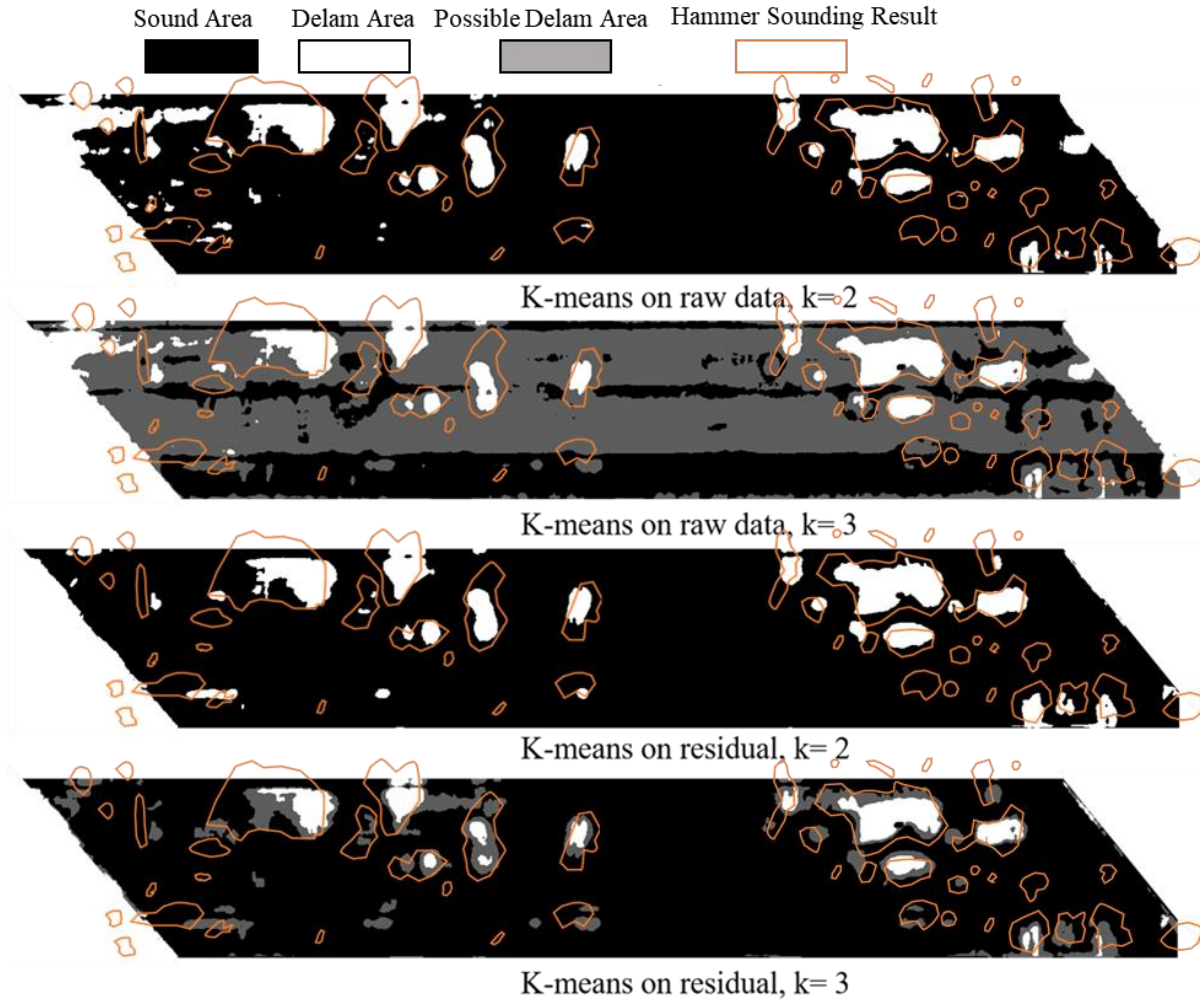 Sound Area Delam Area Possible Delam Area Hammer Sounding Result
K-means on raw data, k= 2
K-means on raw data, k= 3
K-means on residual, k= 2
K-means on residual, k= 3